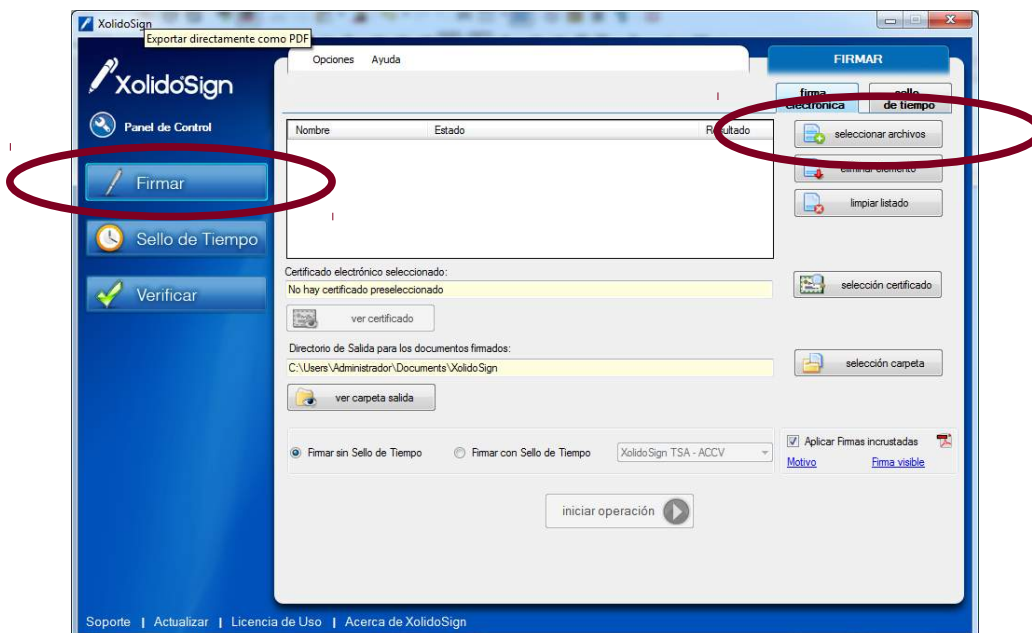 XolidoSign
Exportar directamente como PDF
XolidoSign
Panel de Control
Firmar
Sello de Tiempo
Verificar
Opciones Ayuda
FIRMAR
firma electrónica
sello de tiempo
Nombre Estado Resultado
seleccionar archivos
eliminar elemento
limpiar listado
Certificado electrónico seleccionado:
No hay certificado preseleccionado
selección certificado
ver certificado
Directorio de Salida para los documentos firmados:
C:\Users\Administrador\Documents\XolidoSign
selección carpeta
ver carpeta salida
Firmar sin Sello de Tiempo Firmar con Sello de Tiempo XolidoSign TSA - ACCV
Aplicar Firmas incrustadas
Motivo Firma visible
iniciar operación
Soporte | Actualizar | Licencia de Uso | Acerca de XolidoSign